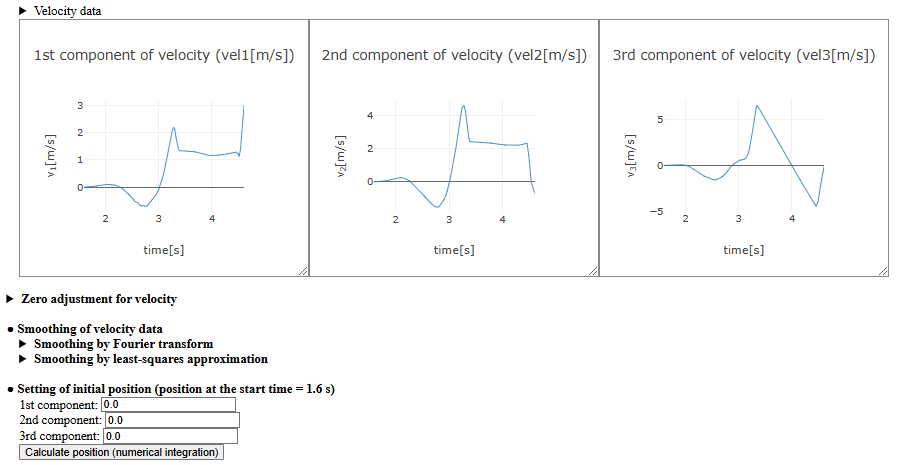 ▶ Velocity data
1st component of velocity (vel1[m/s])
3
2
1
0
v1[m/s]
2 3 4
time[s]
2nd component of velocity (vel2[m/s])
4
2
0
v2[m/s]
2 3 4
time[s]
3rd component of velocity (vel3[m/s])
5
0
−5
v3[m/s]
2 3 4
time[s]
▶ Zero adjustment for velocity
● Smoothing of velocity data
▶ Smoothing by Fourier transform
▶ Smoothing by least-squares approximation
● Setting of initial position (position at the start time = 1.6 s)
1st component: 0.0
2nd component: 0.0
3rd component: 0.0
Calculate position (numerical integration)